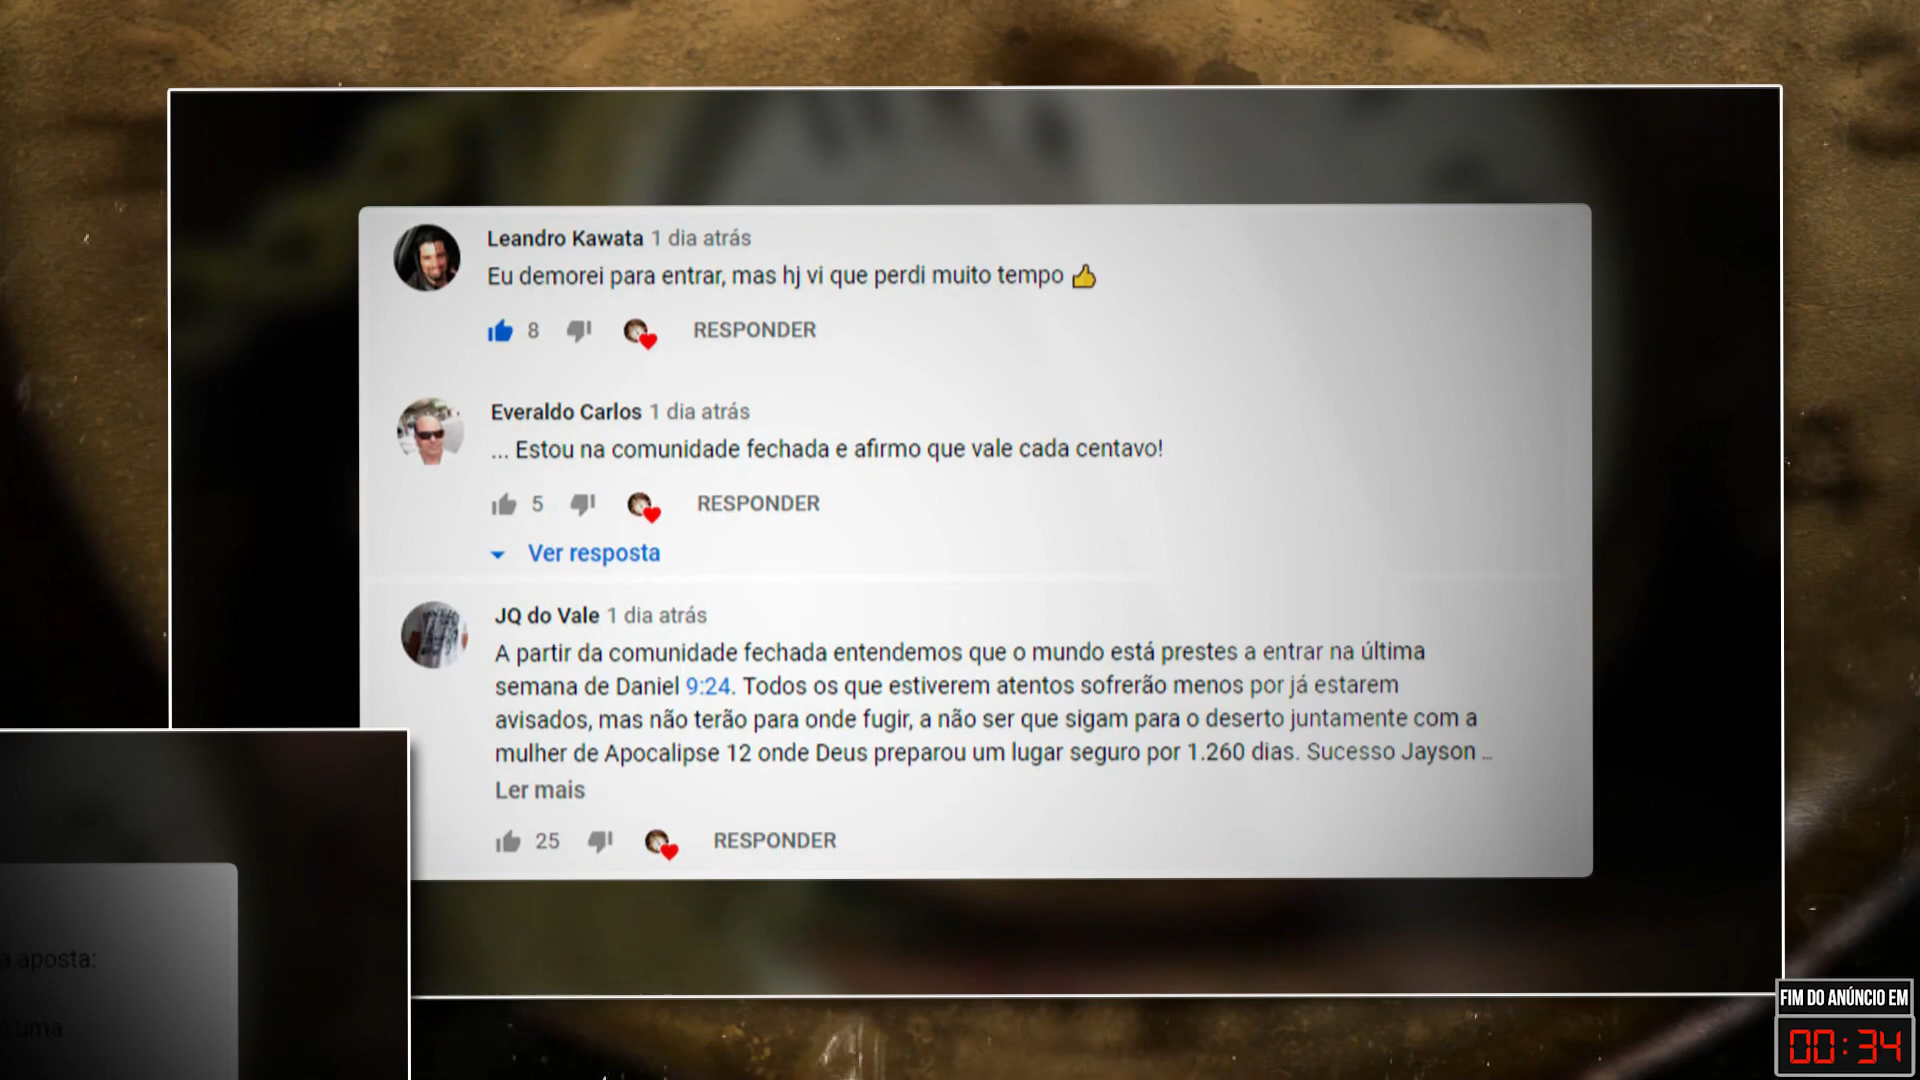 Leandro Kawata 1 dia atrás
Eu demorei para entrar, mas hj vi que perdi muito tempo 👍
8 RESPONDER
Everaldo Carlos 1 dia atrás
... Estou na comunidade fechada e afirmo que vale cada centavo!
5 RESPONDER
Ver resposta
JQ do Vale 1 dia atrás
A partir da comunidade fechada entendemos que o mundo está prestes a entrar na última
semana de Daniel 9:24. Todos os que estiverem atentos sofrerão menos por já estarem
avisados, mas não terão para onde fugir, a não ser que sigam para o deserto juntamente com a
mulher de Apocalipse 12 onde Deus preparou um lugar seguro por 1.260 dias. Sucesso Jayson ...
Ler mais
25 RESPONDER
a aposta:
uma
FIM DO ANÚNCIO EM
00:34